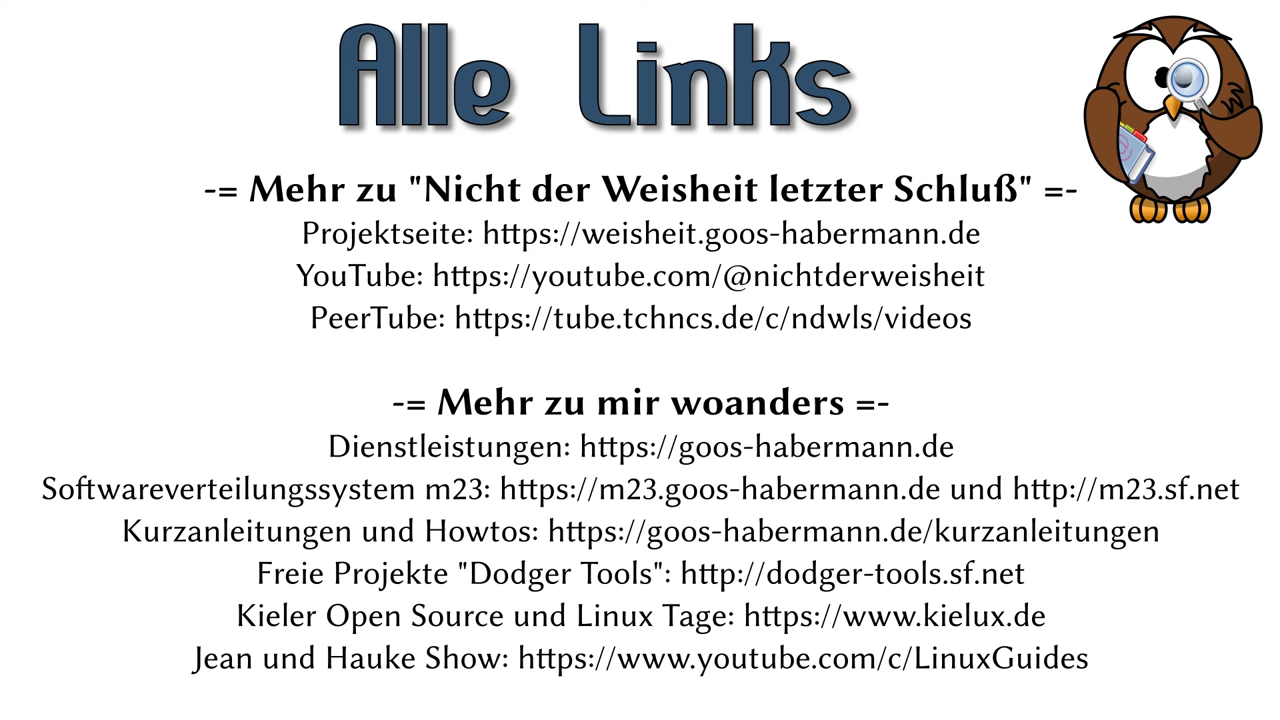 Alle Links
-= Mehr zu "Nicht der Weisheit letzter Schluß" =-
Projektseite: https://weisheit.goos-habermann.de
YouTube: https://youtube.com/@nichtderweisheit
PeerTube: https://tube.tchncs.de/c/ndwls/videos
-= Mehr zu mir woanders =-
Dienstleistungen: https://goos-habermann.de
Softwareverteilungssystem m23: https://m23.goos-habermann.de und http://m23.sf.net
Kurzanleitungen und Howtos: https://goos-habermann.de/kurzanleitungen
Freie Projekte "Dodger Tools": http://dodger-tools.sf.net
Kieler Open Source und Linux Tage: https://www.kielux.de
Jean und Hauke Show: https://www.youtube.com/c/LinuxGuides